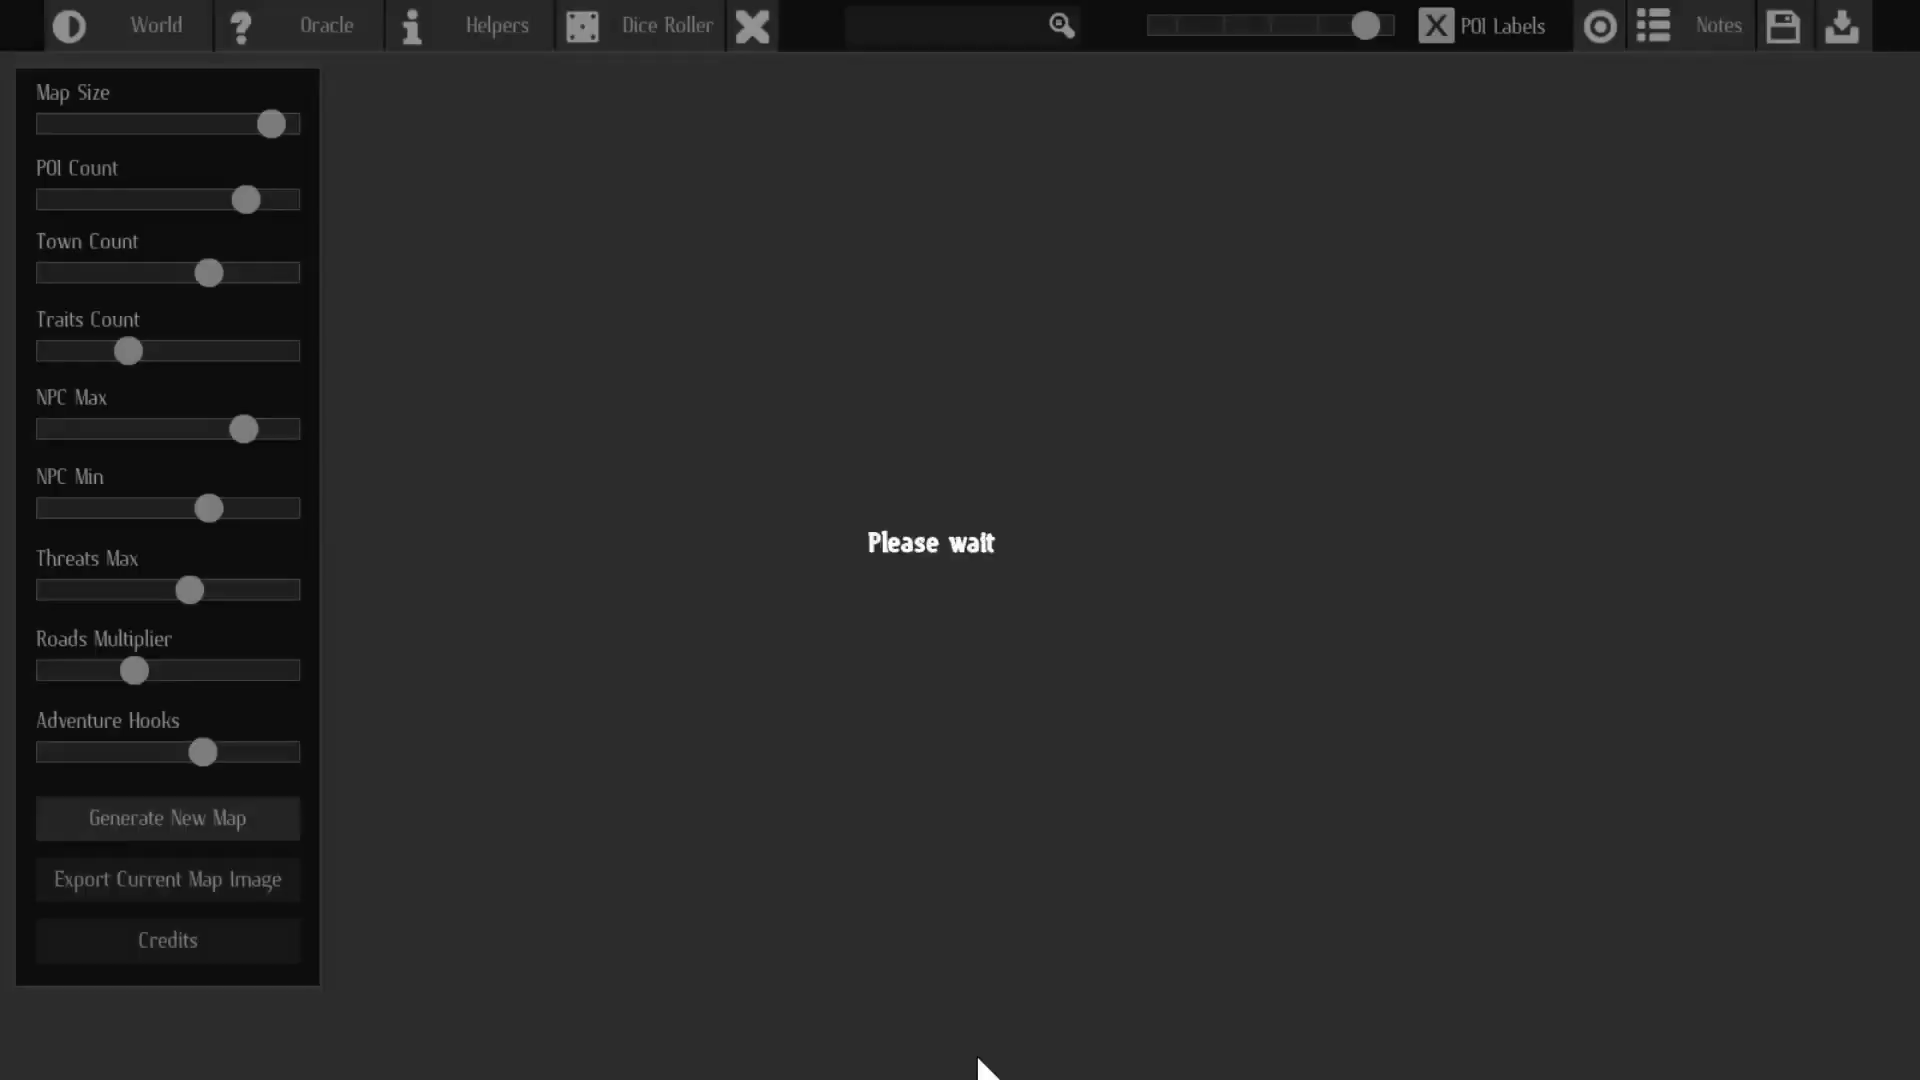 World
Oracle
Helpers
Dice Roller
POI Labels
Notes
Map Size
POI Count
Town Count
Traits Count
NPC Max
NPC Min
Threats Max
Roads Multiplier
Adventure Hooks
Generate New Map
Export Current Map Image
Credits
Please wait